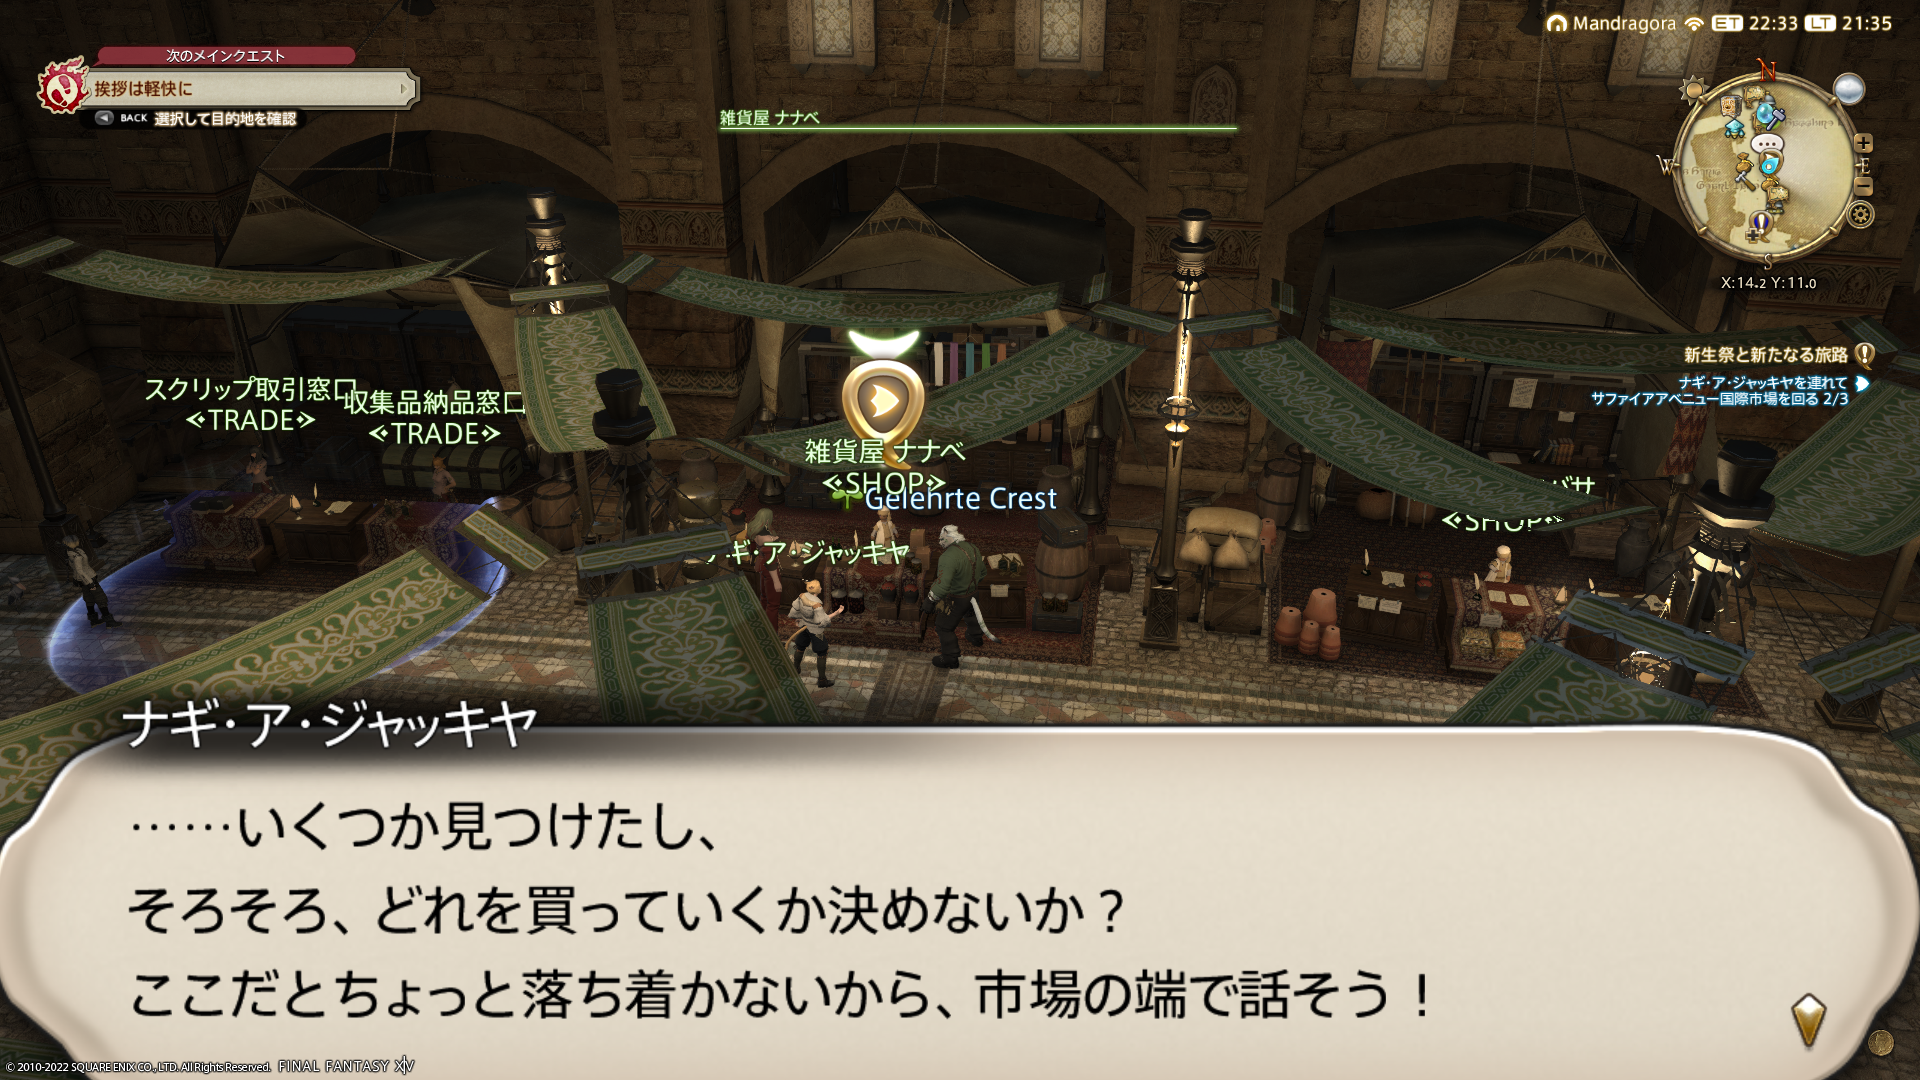 次のメインクエスト
挨拶は軽快に
BACK 選択して目的地を確認
雑貨屋 ナナベ
Mandragora ET 22:33 LT 21:35
N
W
E
S
X:14.2 Y:11.0
新生祭と新たなる旅路
ナギ・ア・ジャッキヤを連れて
サファイアアベニュー国際市場を回る 2/3
スクリップ取引窓口
<TRADE>
収集品納品窓口
<TRADE>
雑貨屋 ナナベ
<SHOP>
Gelehrte Crest
ギ・ア・ジャッキヤ
バサ
<SHOP>
ナギ・ア・ジャッキヤ
……いくつか見つけたし、
そろそろ、どれを買っていくか決めないか？
ここだとちょっと落ち着かないから、市場の端で話そう！
© 2010-2022 SQUARE ENIX CO., LTD. All Rights Reserved. FINAL FANTASY XIV